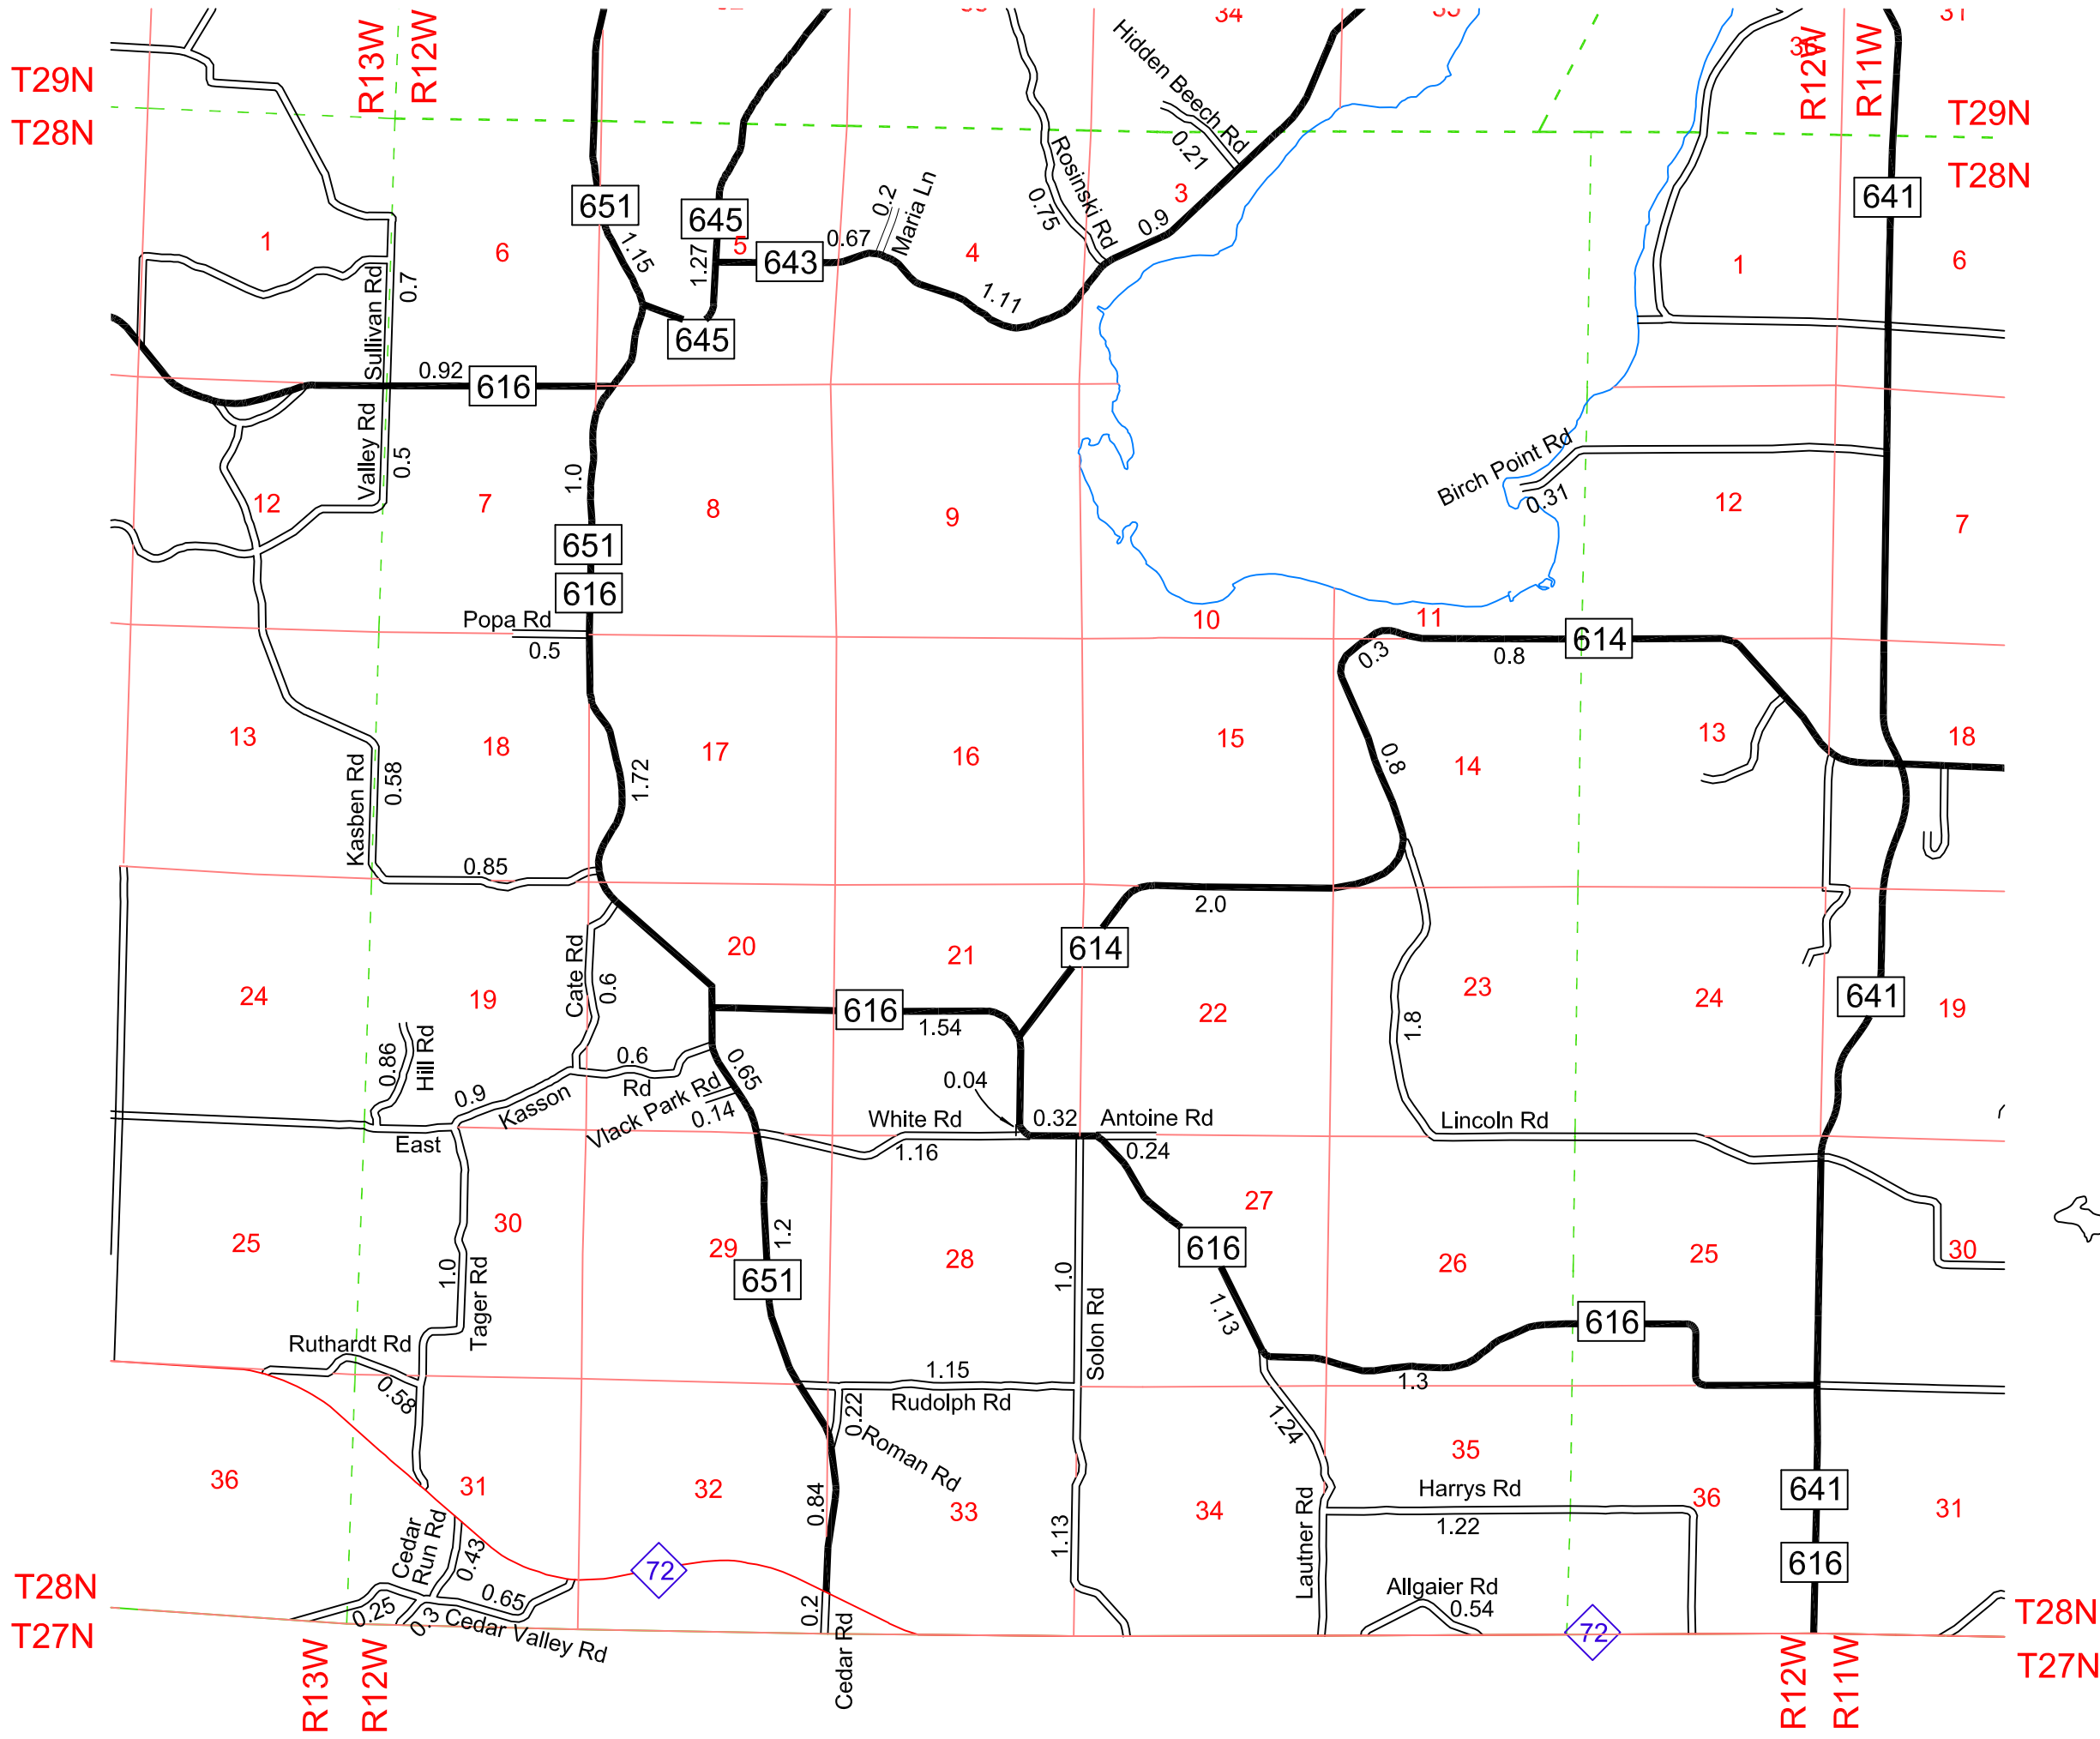 34
31
36
R13W
R12W
R12W
R11W
T29N
T28N
T29N
T28N
Hidden Beech Rd
0.21
Rosinski Rd
0.75
3
0.9
651
645
641
1.15
1.27
5
643
0.67
0.2
Maria Ln
4
1
6
1
6
Sullivan Rd
0.7
1.11
645
0.92
616
Valley Rd
0.5
12
7
1.0
8
9
Birch Point Rd
0.31
12
7
651
616
Popa Rd
0.5
10
11
614
0.3
0.8
13
18
17
16
15
0.8
14
13
18
1.72
Kasben Rd
0.58
0.85
2.0
Cate Rd
0.6
20
21
614
24
19
22
23
24
19
641
616
1.54
1.8
0.86
Hill Rd
0.9
Kasson
0.6
Rd
0.65
Vlack Park Rd
0.14
0.04
0.32
Antoine Rd
0.24
White Rd
1.16
Lincoln Rd
East
25
30
1.0
Tager Rd
29
1.2
651
28
1.0
Solon Rd
27
616
1.13
26
25
30
616
1.3
Ruthardt Rd
0.58
1.15
Rudolph Rd
0.22
Roman Rd
1.24
36
31
32
33
34
35
36
31
0.84
1.13
Lautner Rd
Harrys Rd
1.22
641
616
Cedar
Run Rd
0.43
0.65
0.25
0.3
Cedar Valley Rd
72
0.2
Cedar Rd
Allgaier Rd
0.54
72
T28N
T27N
T28N
T27N
R13W
R12W
R12W
R11W